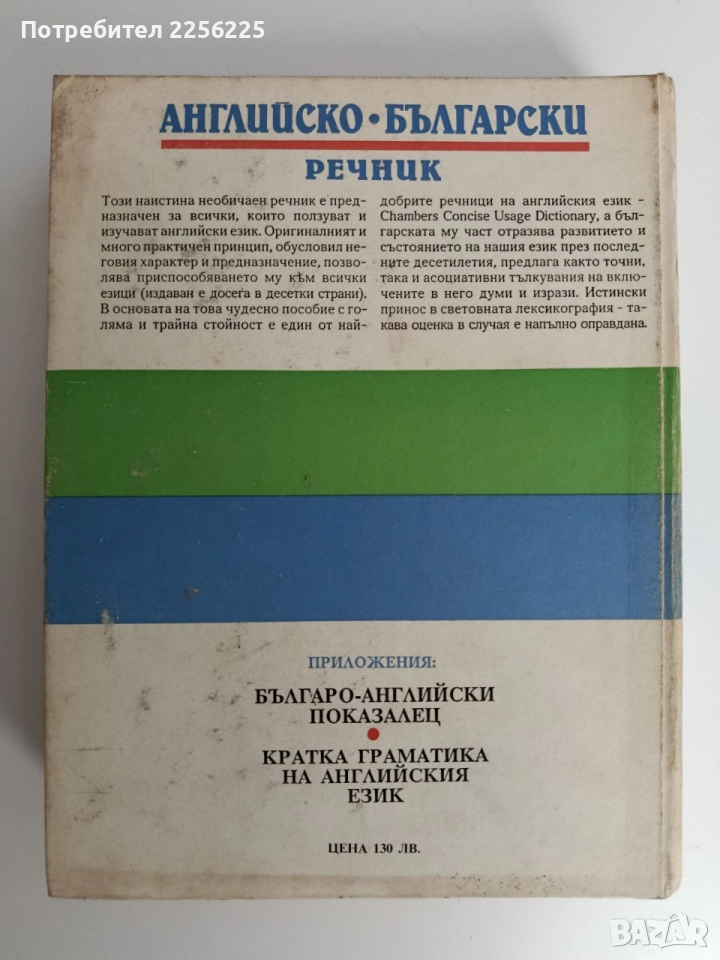 Потребител 2256225
АНГЛИЙСКО • БЪЛГАРСКИ
РЕЧНИК
Този наистина необичаен речник е пред-
назначен за всички, които ползуват и
изучават английски език. Оригиналният и
много практичен принцип, обусловил не-
говия характер и предназначение, позво-
лява приспособяването му към всички
езици (издаван е досега в десетки страни).
В основата на това чудесно пособие с го-
ляма и трайна стойност е един от най-
добрите речници на английския език –
Chambers Concise Usage Dictionary, а бъл-
гарската му част отразява развитието и
състоянието на нашия език през послед-
ните десетилетия, предлага както точни,
така и асоциативни тълкувания на вклю-
чените в него думи и изрази. Истински
принос в световната лексикография – та-
кава оценка в случая е напълно оправдана.
ПРИЛОЖЕНИЯ:
БЪЛГАРО-АНГЛИЙСКИ
ПОКАЗАЛЕЦ
•
КРАТКА ГРАМАТИКА
НА АНГЛИЙСКИЯ
ЕЗИК
ЦЕНА 130 ЛВ.
BAZAR